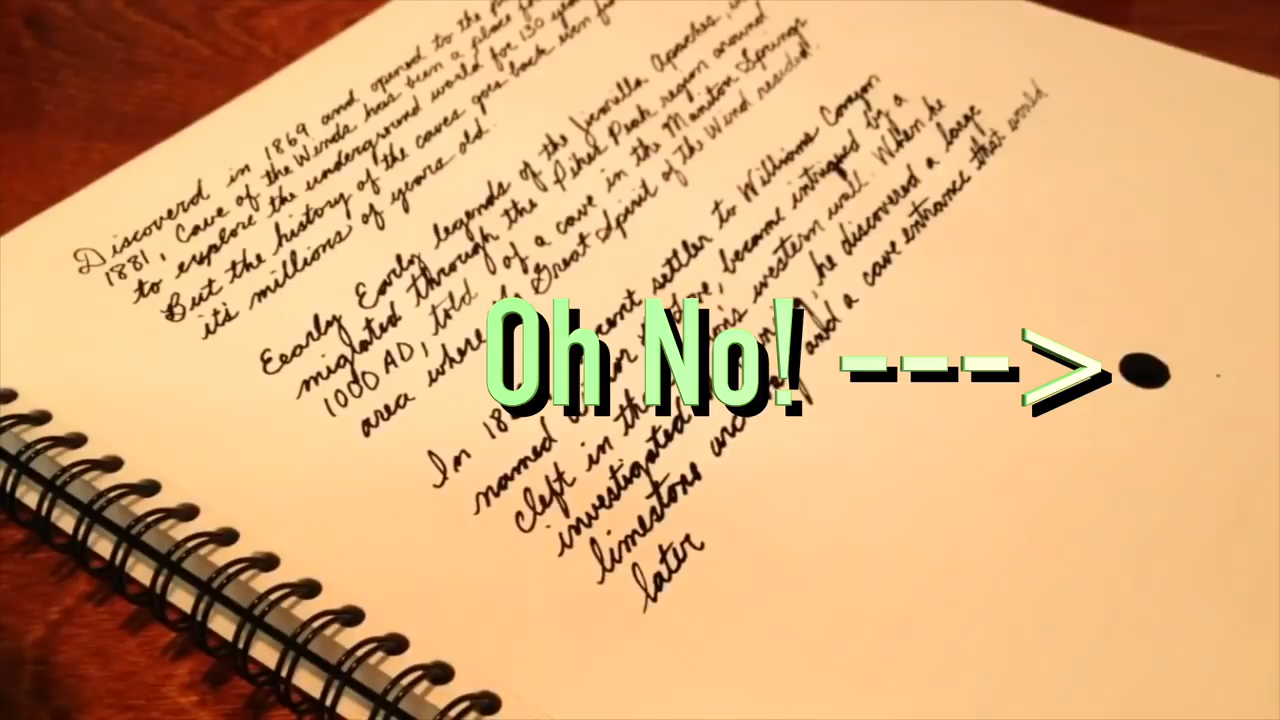 Discoverd in 1869 and opened to the
1881, Cave of the Winds has been a place
to explore the underground world for 130
But the history of the caves goes back even
it's millions of years old.
Eearly Early legends of the Jincrilla Apaches,
migrated through the Pikes Peak region around
1000 AD, told of a cave in the Manitou Springs
area where the Great Spirit of the Wind resided.
In settler to Williams Canyon
named became intrigued by a
cleft in the western wall. When he
investigated he discovered a large
limestone and a cave entrance that would
later
Oh No! --->